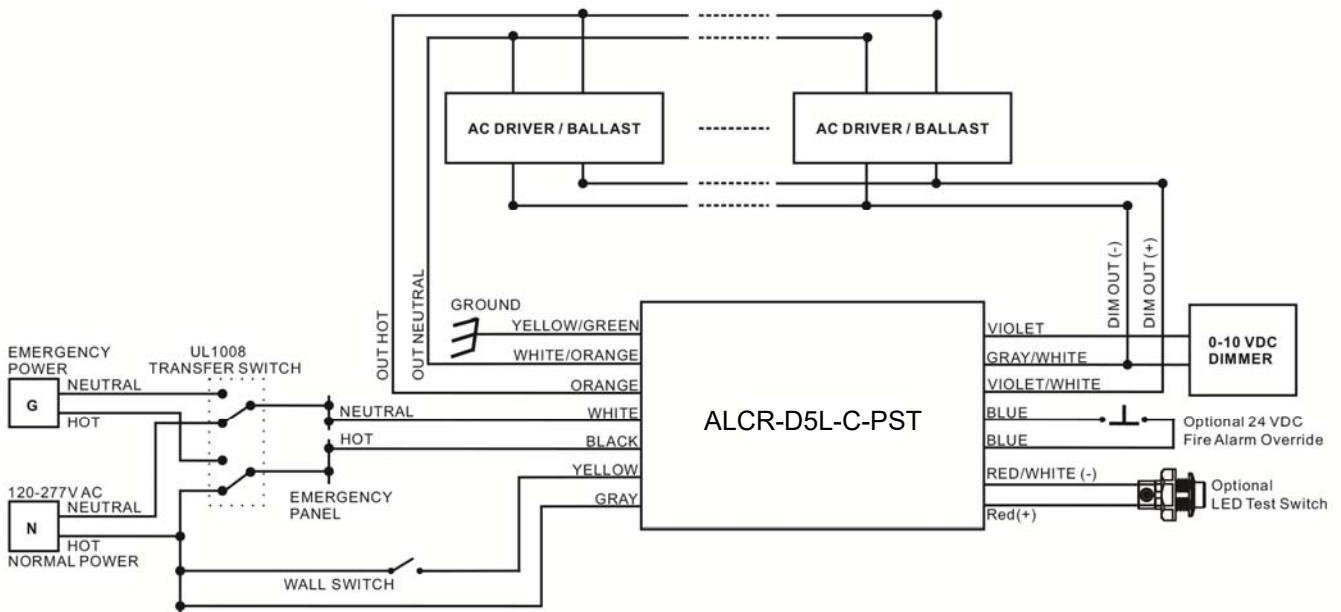 AC DRIVER / BALLAST
AC DRIVER / BALLAST
OUT HOT
OUT NEUTRAL
DIM OUT (-)
DIM OUT (+)
GROUND
YELLOW/GREEN
WHITE/ORANGE
ORANGE
WHITE
BLACK
YELLOW
GRAY
ALCR-D5L-C-PST
VIOLET
GRAY/WHITE
VIOLET/WHITE
BLUE
BLUE
RED/WHITE (-)
Red(+)
0-10 VDC
DIMMER
Optional 24 VDC
Fire Alarm Override
Optional
LED Test Switch
EMERGENCY
POWER
G
NEUTRAL
HOT
UL1008
TRANSFER SWITCH
NEUTRAL
HOT
EMERGENCY
PANEL
120-277V AC
N
NEUTRAL
HOT
NORMAL POWER
WALL SWITCH